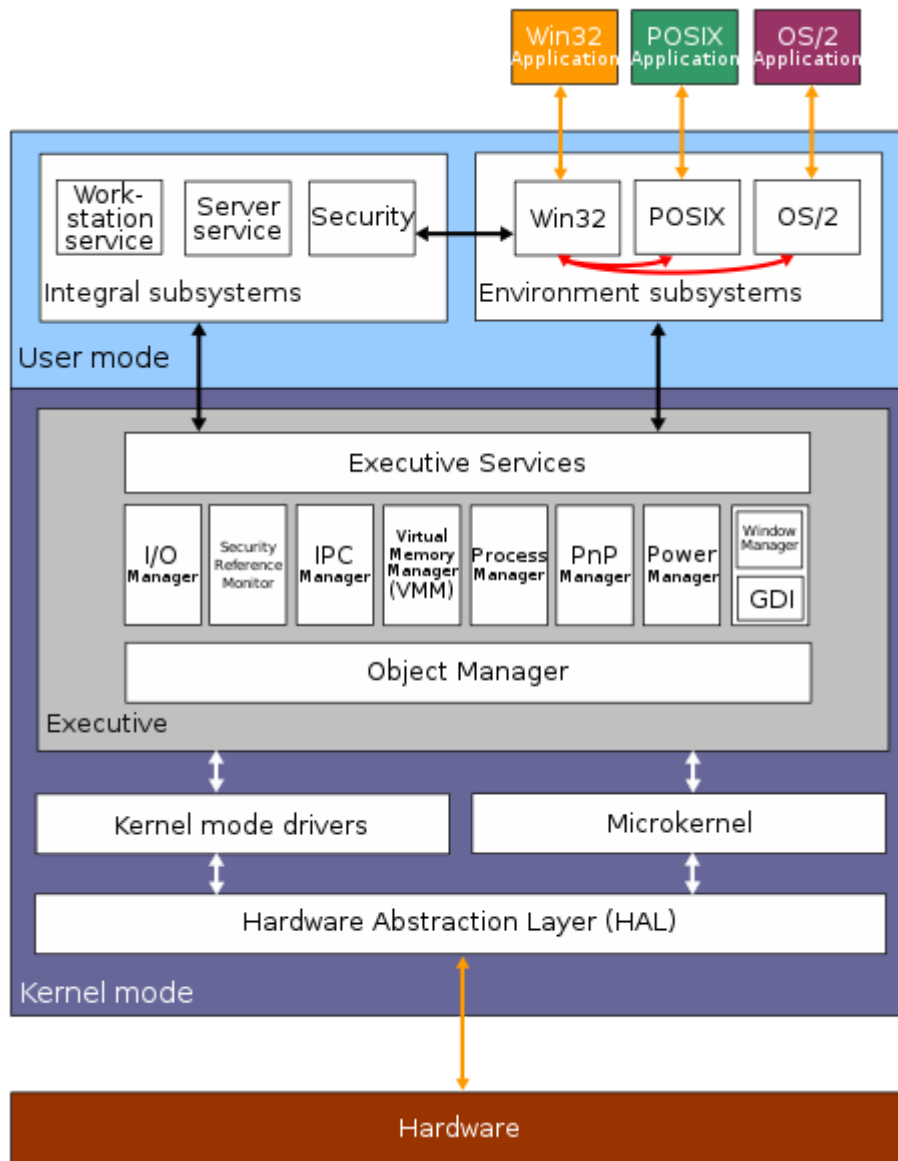 Win32
Application
POSIX
Application
OS/2
Application
Work-
station
service
Server
service
Security
Integral subsystems
Win32
POSIX
OS/2
Environment subsystems
User mode
Executive Services
I/O
Manager
Security
Reference
Monitor
IPC
Manager
Virtual
Memory
Manager
(VMM)
Process
Manager
PnP
Manager
Power
Manager
Window
Manager
GDI
Object Manager
Executive
Kernel mode drivers
Microkernel
Hardware Abstraction Layer (HAL)
Kernel mode
Hardware